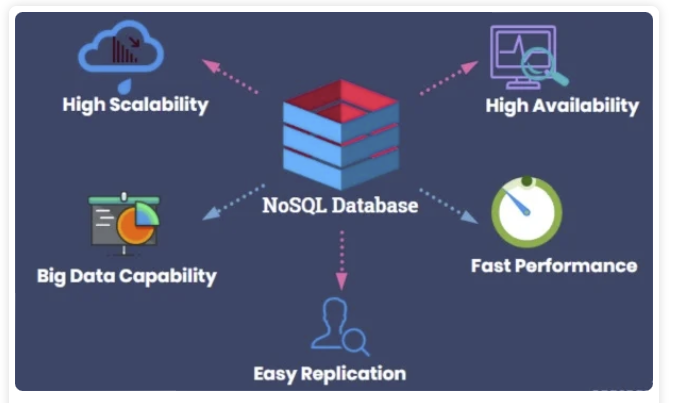 High Scalability
High Availability
NoSQL Database
Big Data Capability
Fast Performance
Easy Replication